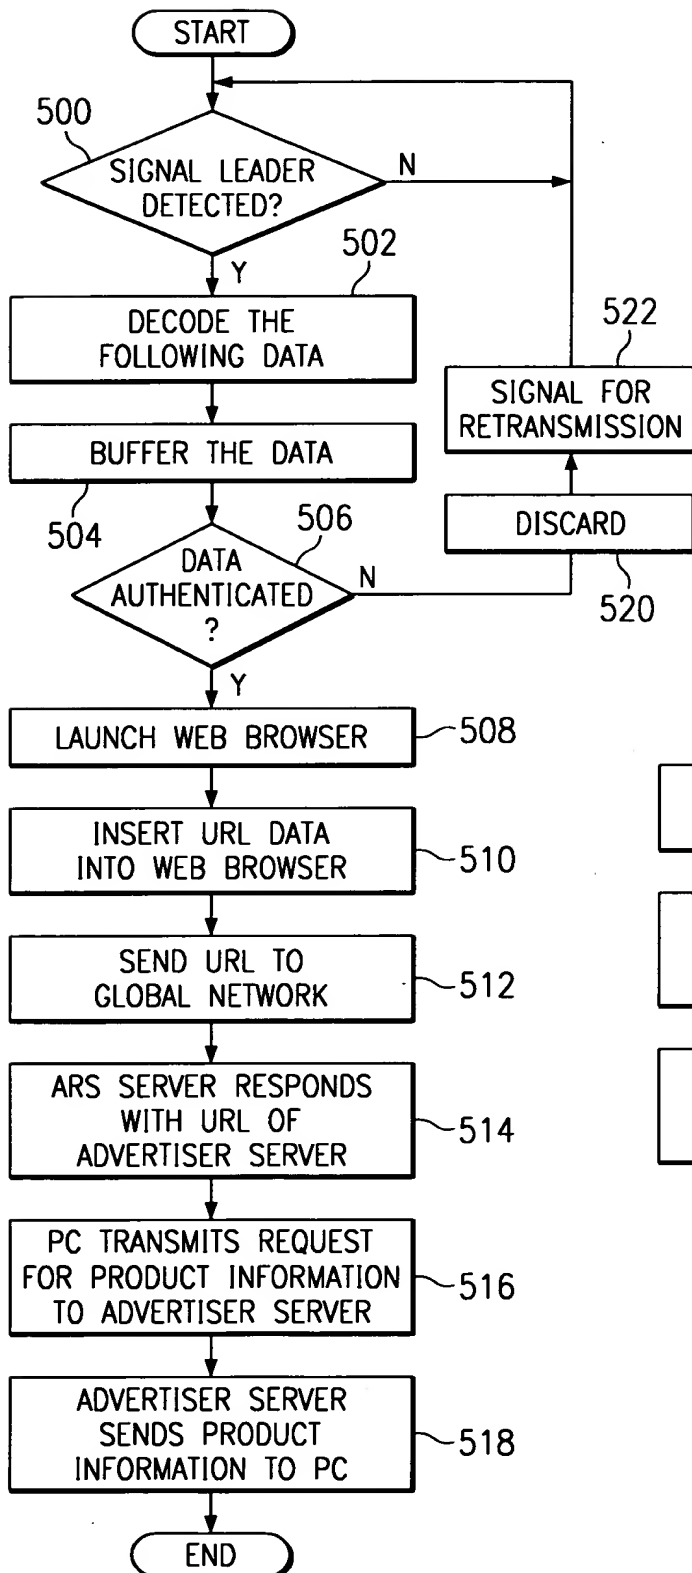 START
500
SIGNAL LEADER
DETECTED?
N
Y
502
DECODE THE
FOLLOWING DATA
522
SIGNAL FOR
RETRANSMISSION
BUFFER THE DATA
504
506
DISCARD
520
DATA
AUTHENTICATED
?
N
Y
LAUNCH WEB BROWSER
508
INSERT URL DATA
INTO WEB BROWSER
510
SEND URL TO
GLOBAL NETWORK
512
ARS SERVER RESPONDS
WITH URL OF
ADVERTISER SERVER
514
PC TRANSMITS REQUEST
FOR PRODUCT INFORMATION
TO ADVERTISER SERVER
516
ADVERTISER SERVER
SENDS PRODUCT
INFORMATION TO PC
518
END